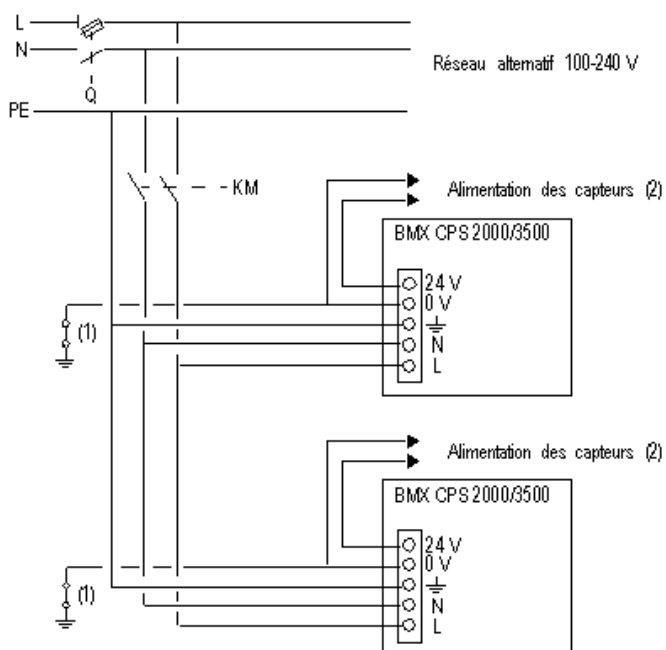 L
N
Réseau alternatif 100-240 V
Q
PE
KM
Alimentation des capteurs (2)
BMX CPS 2000/3500
24 V
0 V
(1)
N
L
Alimentation des capteurs (2)
BMX CPS 2000/3500
24 V
0 V
(1)
N
L